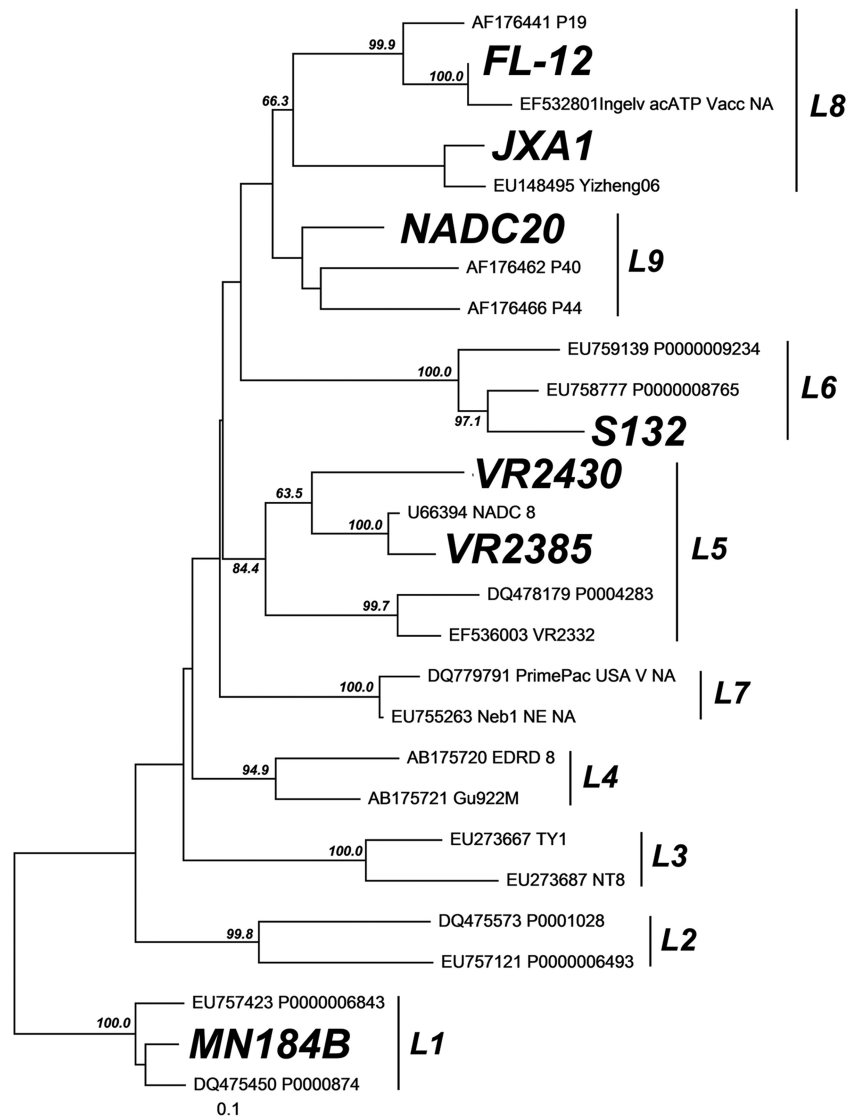 AF176441 P19
99.9
FL-12
100.0
EF532801Ingelv acATP Vacc NA
L8
66.3
JXA1
EU148495 Yizheng06
NADC20
AF176462 P40
L9
AF176466 P44
EU759139 P0000009234
100.0
EU758777 P0000008765
L6
97.1
S132
VR2430
63.5
U66394 NADC 8
100.0
VR2385
L5
84.4
DQ478179 P0004283
99.7
EF536003 VR2332
DQ779791 PrimePac USA V NA
100.0
L7
EU755263 Neb1 NE NA
AB175720 EDRD 8
94.9
L4
AB175721 Gu922M
EU273667 TY1
100.0
L3
EU273687 NT8
DQ475573 P0001028
99.8
L2
EU757121 P0000006493
EU757423 P0000006843
100.0
MN184B
L1
DQ475450 P0000874
0.1